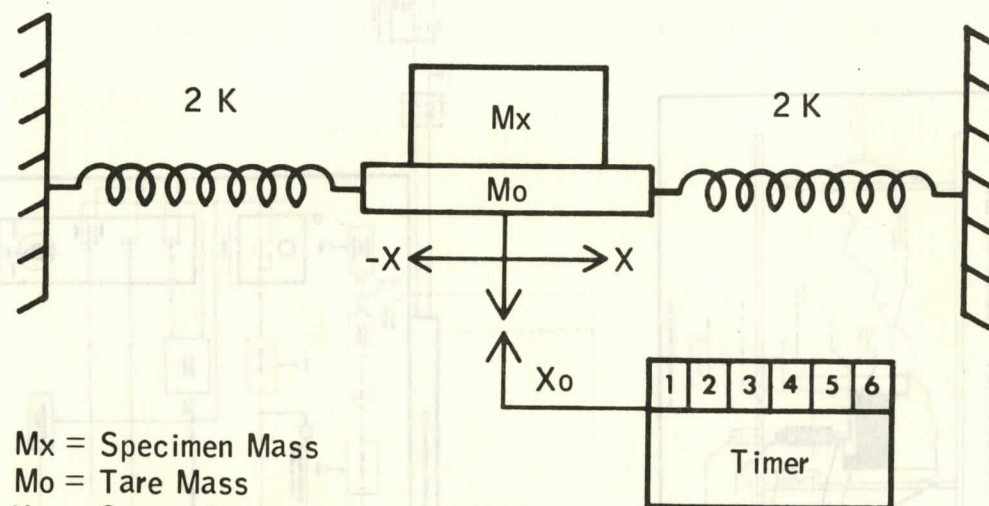 2 K
2 K
Mx
Mo
-X
X
Xo
1 2 3 4 5 6
Timer
Mx = Specimen Mass
Mo = Tare Mass